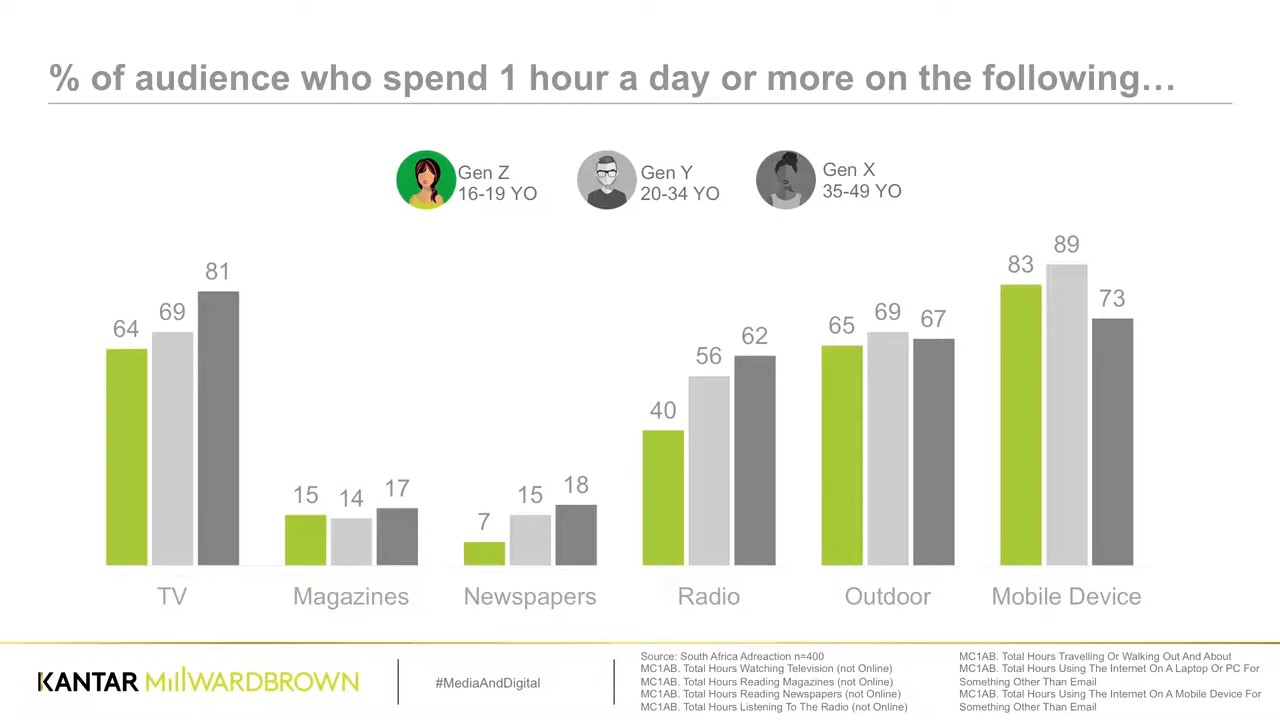 % of audience who spend 1 hour a day or more on the following…
Gen Z
16-19 YO
Gen Y
20-34 YO
Gen X
35-49 YO
64
69
81
15
14
17
7
15
18
40
56
62
65
69
67
83
89
73
TV
Magazines
Newspapers
Radio
Outdoor
Mobile Device
KANTAR MillWARDBROWN
#MediaAndDigital
Source: South Africa Adreaction n=400
MC1AB. Total Hours Watching Television (not Online)
MC1AB. Total Hours Reading Magazines (not Online)
MC1AB. Total Hours Reading Newspapers (not Online)
MC1AB. Total Hours Listening To The Radio (not Online)
MC1AB. Total Hours Travelling Or Walking Out And About
MC1AB. Total Hours Using The Internet On A Laptop Or PC For
Something Other Than Email
MC1AB. Total Hours Using The Internet On A Mobile Device For
Something Other Than Email